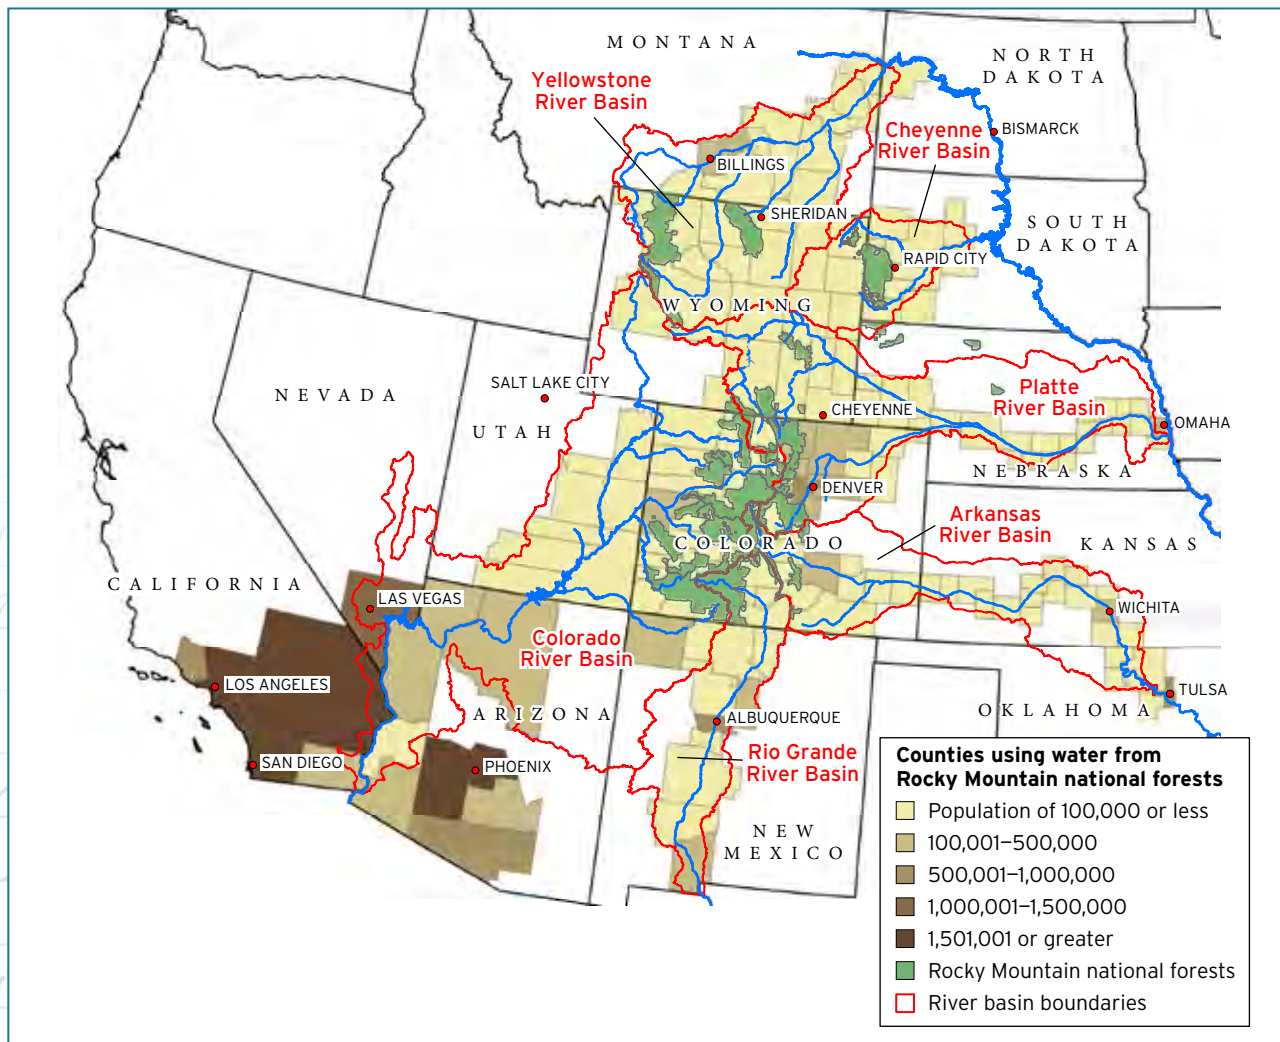 MONTANA
NORTH
DAKOTA
Yellowstone
River Basin
Cheyenne
River Basin
BISMARCK
BILLINGS
SHERIDAN
SOUTH
DAKOTA
RAPID CITY
WYOMING
SALT LAKE CITY
NEVADA
UTAH
CHEYENNE
Platte
River Basin
OMAHA
NEBRASKA
DENVER
Arkansas
River Basin
COLORADO
KANSAS
CALIFORNIA
LAS VEGAS
WICHITA
Colorado
River Basin
LOS ANGELES
ARIZONA
ALBUQUERQUE
OKLAHOMA
TULSA
SAN DIEGO
PHOENIX
Rio Grande
River Basin
NEW
MEXICO
Counties using water from
Rocky Mountain national forests
Population of 100,000 or less
100,001–500,000
500,001–1,000,000
1,000,001–1,500,000
1,501,001 or greater
Rocky Mountain national forests
River basin boundaries